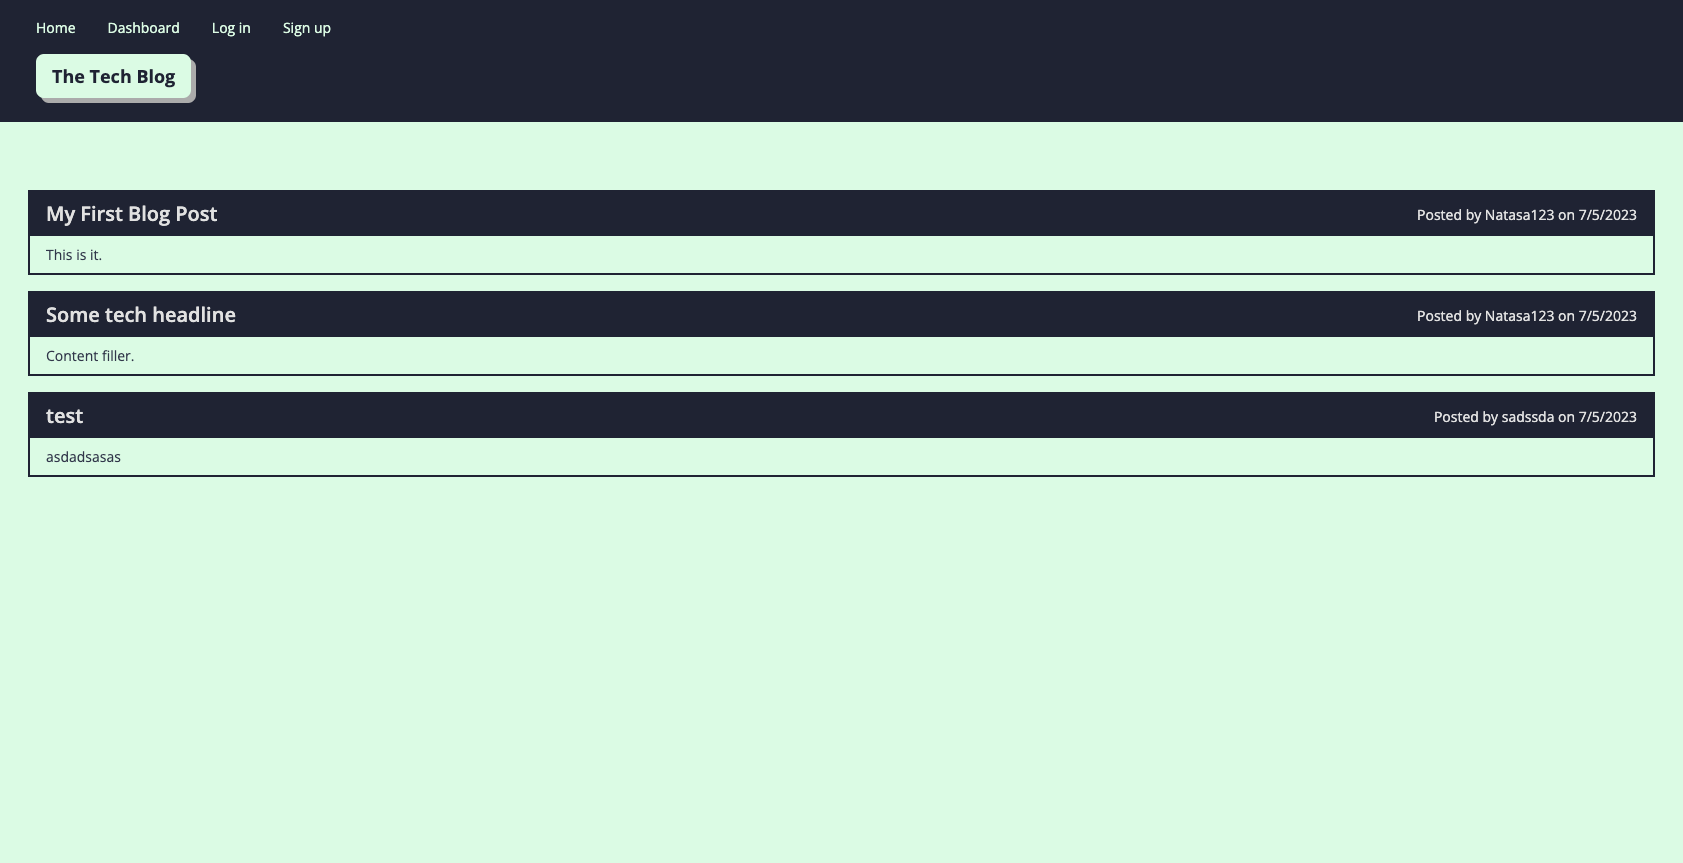 Home Dashboard Log in Sign up
The Tech Blog
My First Blog Post Posted by Natasa123 on 7/5/2023
This is it.
Some tech headline Posted by Natasa123 on 7/5/2023
Content filler.
test Posted by sadssda on 7/5/2023
asdadsasas